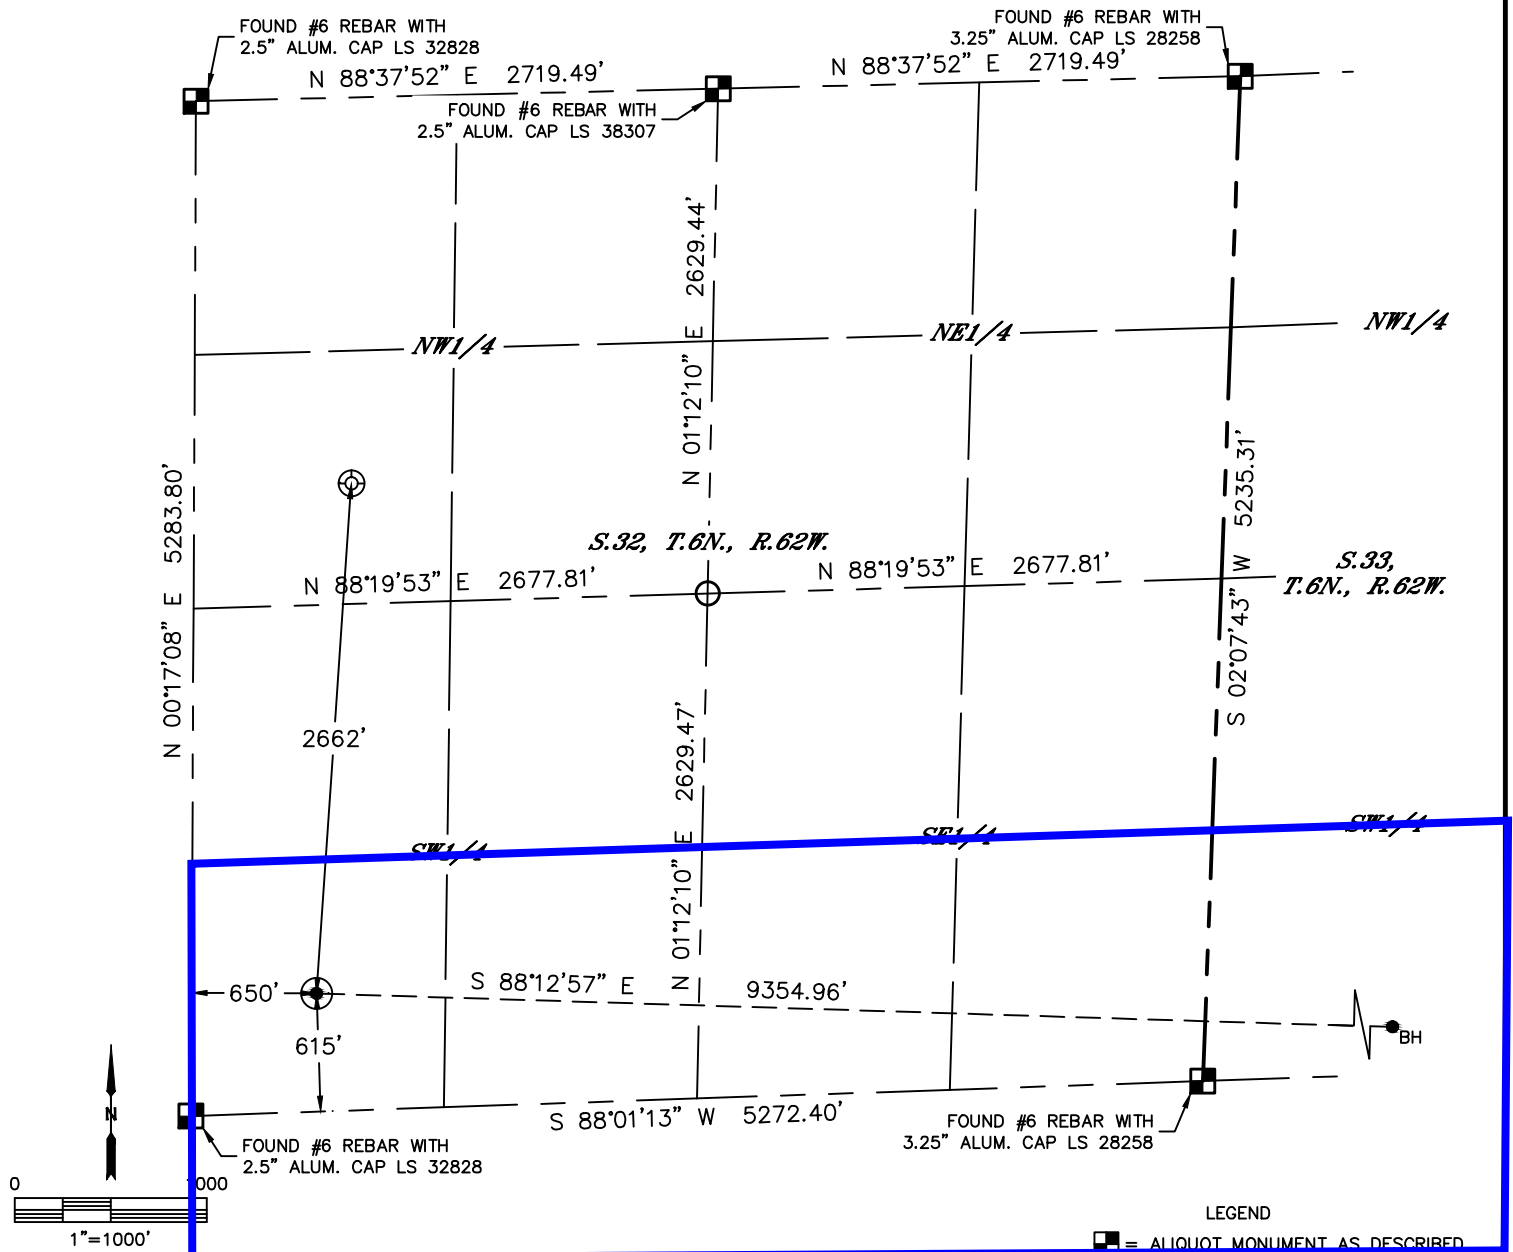 FOUND #6 REBAR WITH
2.5" ALUM. CAP LS 32828
FOUND #6 REBAR WITH
3.25" ALUM. CAP LS 28258
N 88°37'52" E 2719.49'
N 88°37'52" E 2719.49'
FOUND #6 REBAR WITH
2.5" ALUM. CAP LS 38307
N 01°12'10" E 2629.44'
NW1/4
NE1/4
NW1/4
N 00°17'08" E 5283.80'
S 02°07'43" W 5235.31'
S.32, T.6N., R.62W.
N 88°19'53" E 2677.81'
N 88°19'53" E 2677.81'
S.33,
T.6N., R.62W.
2662'
N 01°12'10" E 2629.47'
SW1/4
SE1/4
SW1/4
650'
S 88°12'57" E 9354.96'
615'
BH
N
S 88°01'13" W 5272.40'
FOUND #6 REBAR WITH
3.25" ALUM. CAP LS 28258
FOUND #6 REBAR WITH
2.5" ALUM. CAP LS 32828
0 1000
1"=1000'
LEGEND
= ALIQUOT MONUMENT AS DESCRIBED